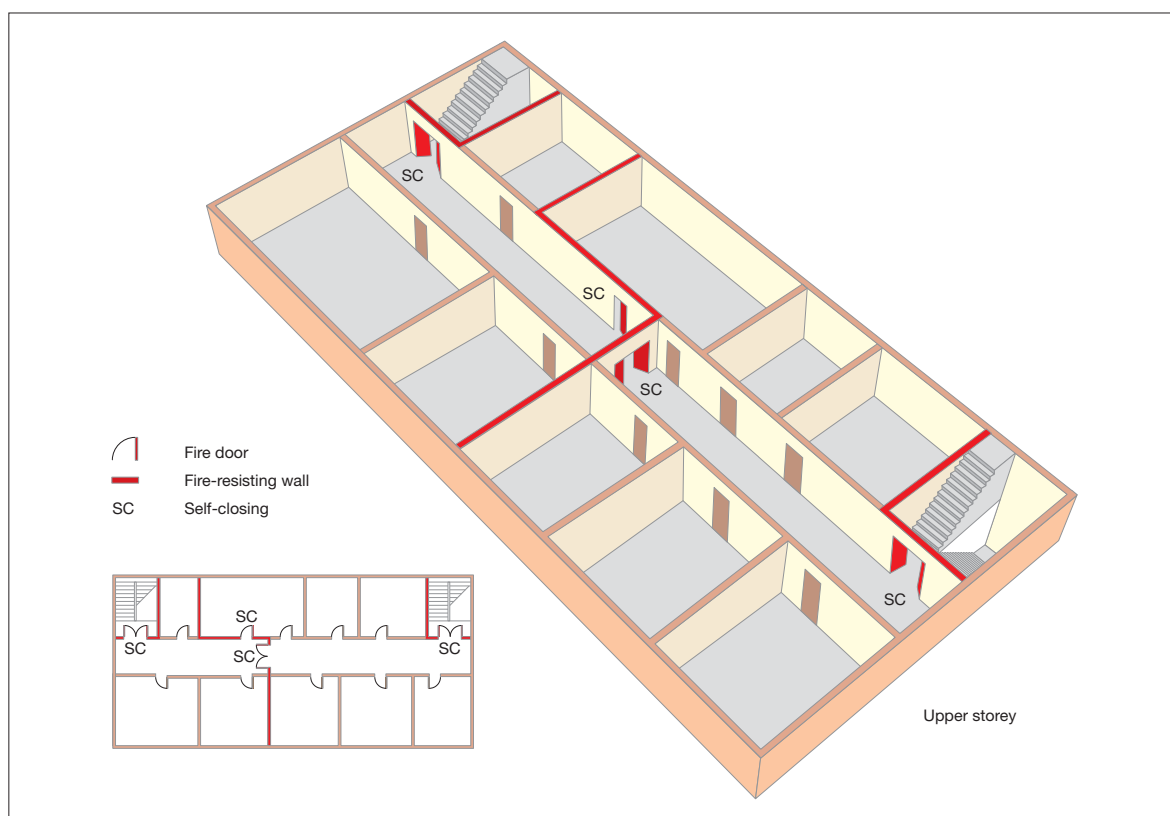 SC
SC
SC
SC
Fire door
Fire-resisting wall
SC Self-closing
SC
SC
SC
SC
Upper storey